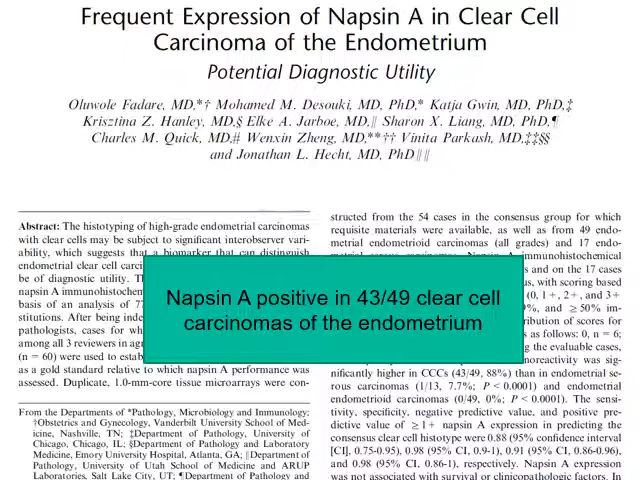 Frequent Expression of Napsin A in Clear Cell
Carcinoma of the Endometrium
Potential Diagnostic Utility
Oluwole Fadare, MD,*† Mohamed M. Desouki, MD, PhD,* Katja Gwin, MD, PhD,‡
Krisztina Z. Hanley, MD,§ Elke A. Jarboe, MD,∥ Sharon X. Liang, MD, PhD,¶
Charles M. Quick, MD,# Wenxin Zheng, MD,**†† Vinita Parkash, MD,‡‡§§
and Jonathan L. Hecht, MD, PhD∥∥
Abstract: The histotyping of high-grade endometrial carcinomas
with clear cells may be subject to significant interobserver vari-
ability, which suggests a biomarker that can distinguish
endometrial clear cell carci
be of diagnostic utility. T
napsin A immunohistochem
basis of an analysis of 77
stitutions. After being inde
pathologists, cases for wh
among all 3 reviewers in agr
(n = 60) were used to estab
as a gold standard relative to which napsin A performance was
assessed. Duplicate, 1.0-mm-core tissue microarrays were con-
From the Departments of *Pathology, Microbiology and Immunology;
†Obstetrics and Gynecology, Vanderbilt University School of Med-
icine, Nashville, TN; ‡Department of Pathology, University of
Chicago, Chicago, IL; §Department of Pathology and Laboratory
Medicine, Emory University Hospital, Atlanta, GA; ∥Department of
Pathology, University of Utah School of Medicine and ARUP
Laboratories, Salt Lake City, UT; ¶Department of Pathology and
structed from the 54 cases in the consensus group for which
requisite materials were available, as well as from 49 endo-
metrial endometrioid carcinomas (all grades) and 17 endo-
metrial serous carcinomas. Napsin A immunohistochemical
s and on the 17 cases
us, with scoring based
(0, 1+, 2+, and 3+
%, and ≥50% im-
ribution of scores for
s as follows: 0, n = 6;
g the evaluable cases,
noreactivity was sig-
nificantly higher in CCCs (43/49, 88%) than in endometrial se-
rous carcinomas (1/13, 7.7%; P < 0.0001) and endometrial
endometrioid carcinomas (0/49, 0%; P < 0.0001). The sensi-
tivity, specificity, negative predictive value, and positive pre-
dictive value of ≥1+ napsin A expression in predicting the
consensus clear cell histotype were 0.88 (95% confidence interval
[CI], 0.75-0.95), 0.98 (95% CI, 0.9-1), 0.91 (95% CI, 0.86-0.96),
and 0.98 (95% CI, 0.86-1), respectively. Napsin A expression
was not associated with survival or clinicopathologic factors. In
Napsin A positive in 43/49 clear cell
carcinomas of the endometrium